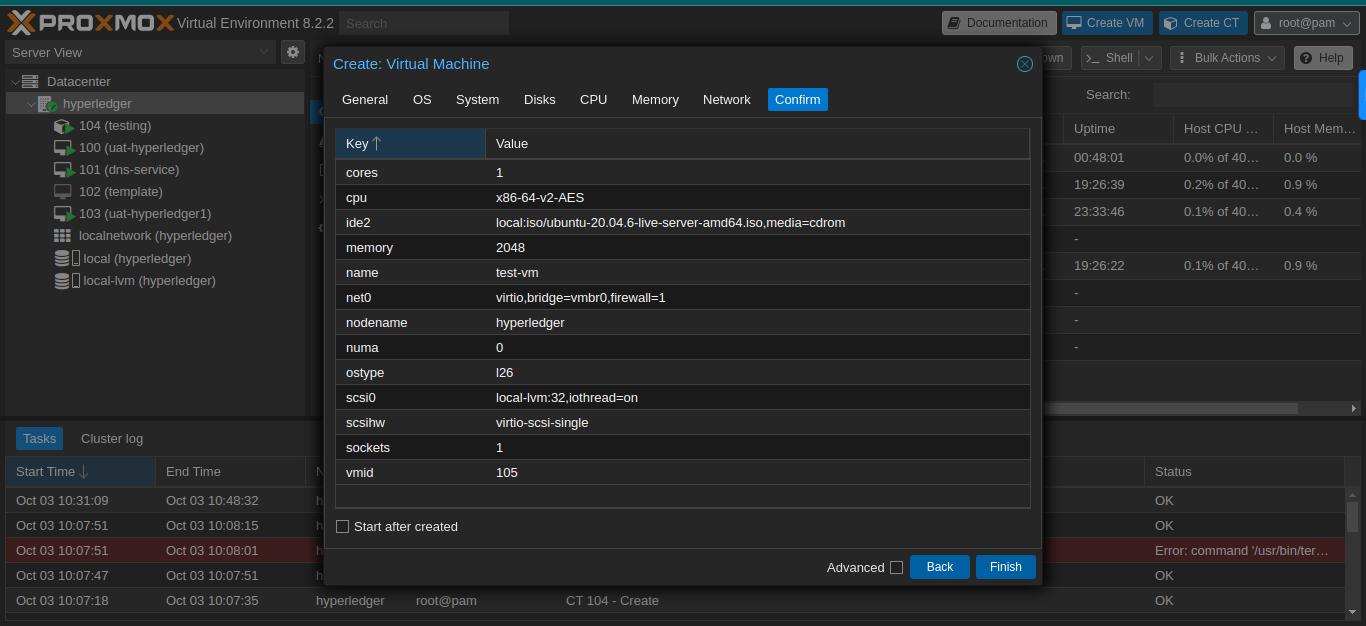 PROXMOX Virtual Environment 8.2.2 Search Documentation Create VM Create CT root@pam
Server View
Datacenter
hyperledger
104 (testing)
100 (uat-hyperledger)
101 (dns-service)
102 (template)
103 (uat-hyperledger1)
localnetwork (hyperledger)
local (hyperledger)
local-lvm (hyperledger)
Shell Bulk Actions Help
Search:
Uptime Host CPU ... Host Mem...
00:48:01 0.0% of 40... 0.0 %
19:26:39 0.2% of 40... 0.9 %
23:33:46 0.1% of 40... 0.4 %
-
19:26:22 0.1% of 40... 0.9 %
-
-
-
Create: Virtual Machine
General OS System Disks CPU Memory Network Confirm
Key Value
cores 1
cpu x86-64-v2-AES
ide2 local:iso/ubuntu-20.04.6-live-server-amd64.iso,media=cdrom
memory 2048
name test-vm
net0 virtio,bridge=vmbr0,firewall=1
nodename hyperledger
numa 0
ostype l26
scsi0 local-lvm:32,iothread=on
scsihw virtio-scsi-single
sockets 1
vmid 105
Start after created
Advanced Back Finish
Tasks Cluster log
Start Time End Time Status
Oct 03 10:31:09 Oct 03 10:48:32 OK
Oct 03 10:07:51 Oct 03 10:08:15 OK
Oct 03 10:07:51 Oct 03 10:08:01 Error: command '/usr/bin/ter...
Oct 03 10:07:47 Oct 03 10:07:51 OK
Oct 03 10:07:18 Oct 03 10:07:35 hyperledger root@pam CT 104 - Create OK